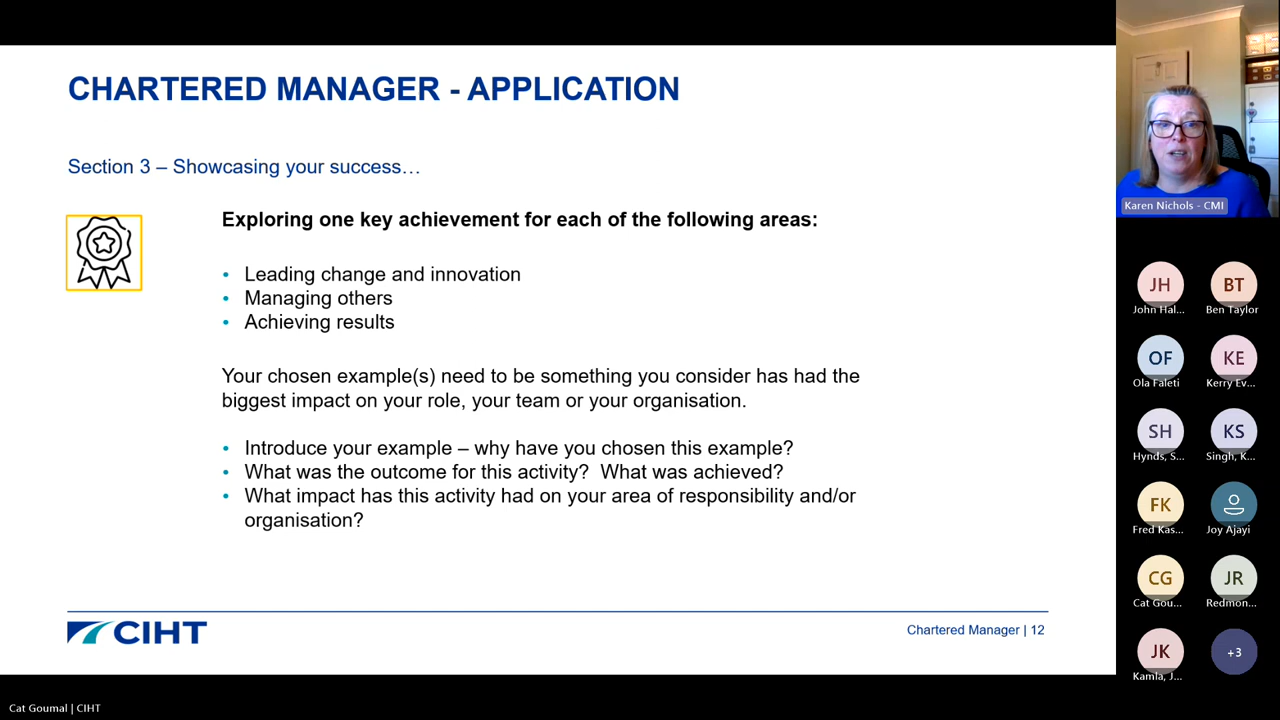 CHARTERED MANAGER - APPLICATION
Section 3 – Showcasing your success…
Exploring one key achievement for each of the following areas:
• Leading change and innovation
• Managing others
• Achieving results
Your chosen example(s) need to be something you consider has had the
biggest impact on your role, your team or your organisation.
• Introduce your example – why have you chosen this example?
• What was the outcome for this activity?  What was achieved?
• What impact has this activity had on your area of responsibility and/or
organisation?
CIHT
Chartered Manager | 12
Cat Goumal | CIHT
Karen Nichols - CMI
JH
BT
John Hal...
Ben Taylor
OF
KE
Ola Faleti
Kerry Ev...
SH
KS
Hynds, S...
Singh, K...
FK
Fred Kas...
Joy Ajayi
CG
JR
Cat Gou...
Redmon...
JK
+3
Kamla, J...